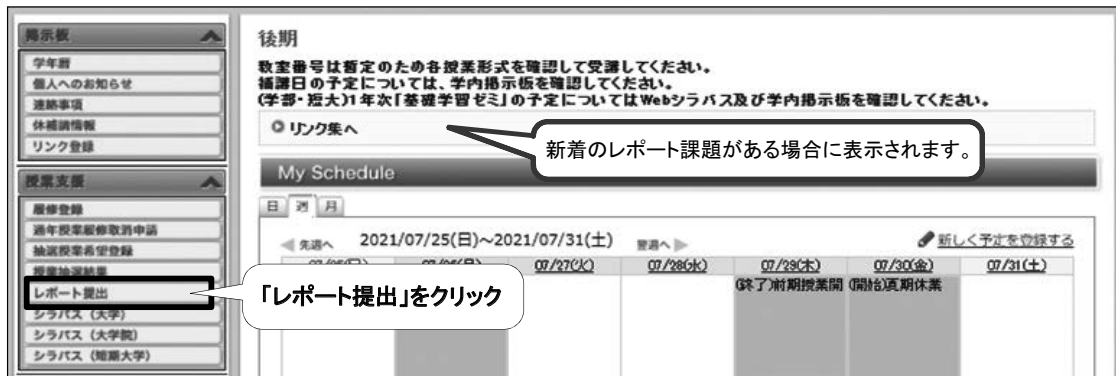 掲示板
学年暦
個人へのお知らせ
連絡事項
休補講情報
リンク登録
授業支援
履修登録
通年授業履修取消申請
抽選授業希望登録
授業抽選結果
レポート提出
シラバス（大学）
シラバス（大学院）
シラバス（短期大学）
後期
教室番号は暫定のため各授業形式を確認して受講してください。
補講日の予定については、学内掲示板を確認してください。
(学部・短大)1年次「基礎学習ゼミ」の予定についてはWebシラバス及び学内掲示板を確認してください。
リンク集へ
新着のレポート課題がある場合に表示されます。
My Schedule
日 週 月
先週へ 2021/07/25(日)～2021/07/31(土) 翌週へ 新しく予定を登録する
07/25(日) 07/26(月) 07/27(火) 07/28(水) 07/29(木) 07/30(金) 07/31(土)
(終了)前期授業開 (開始)夏期休業
「レポート提出」をクリック